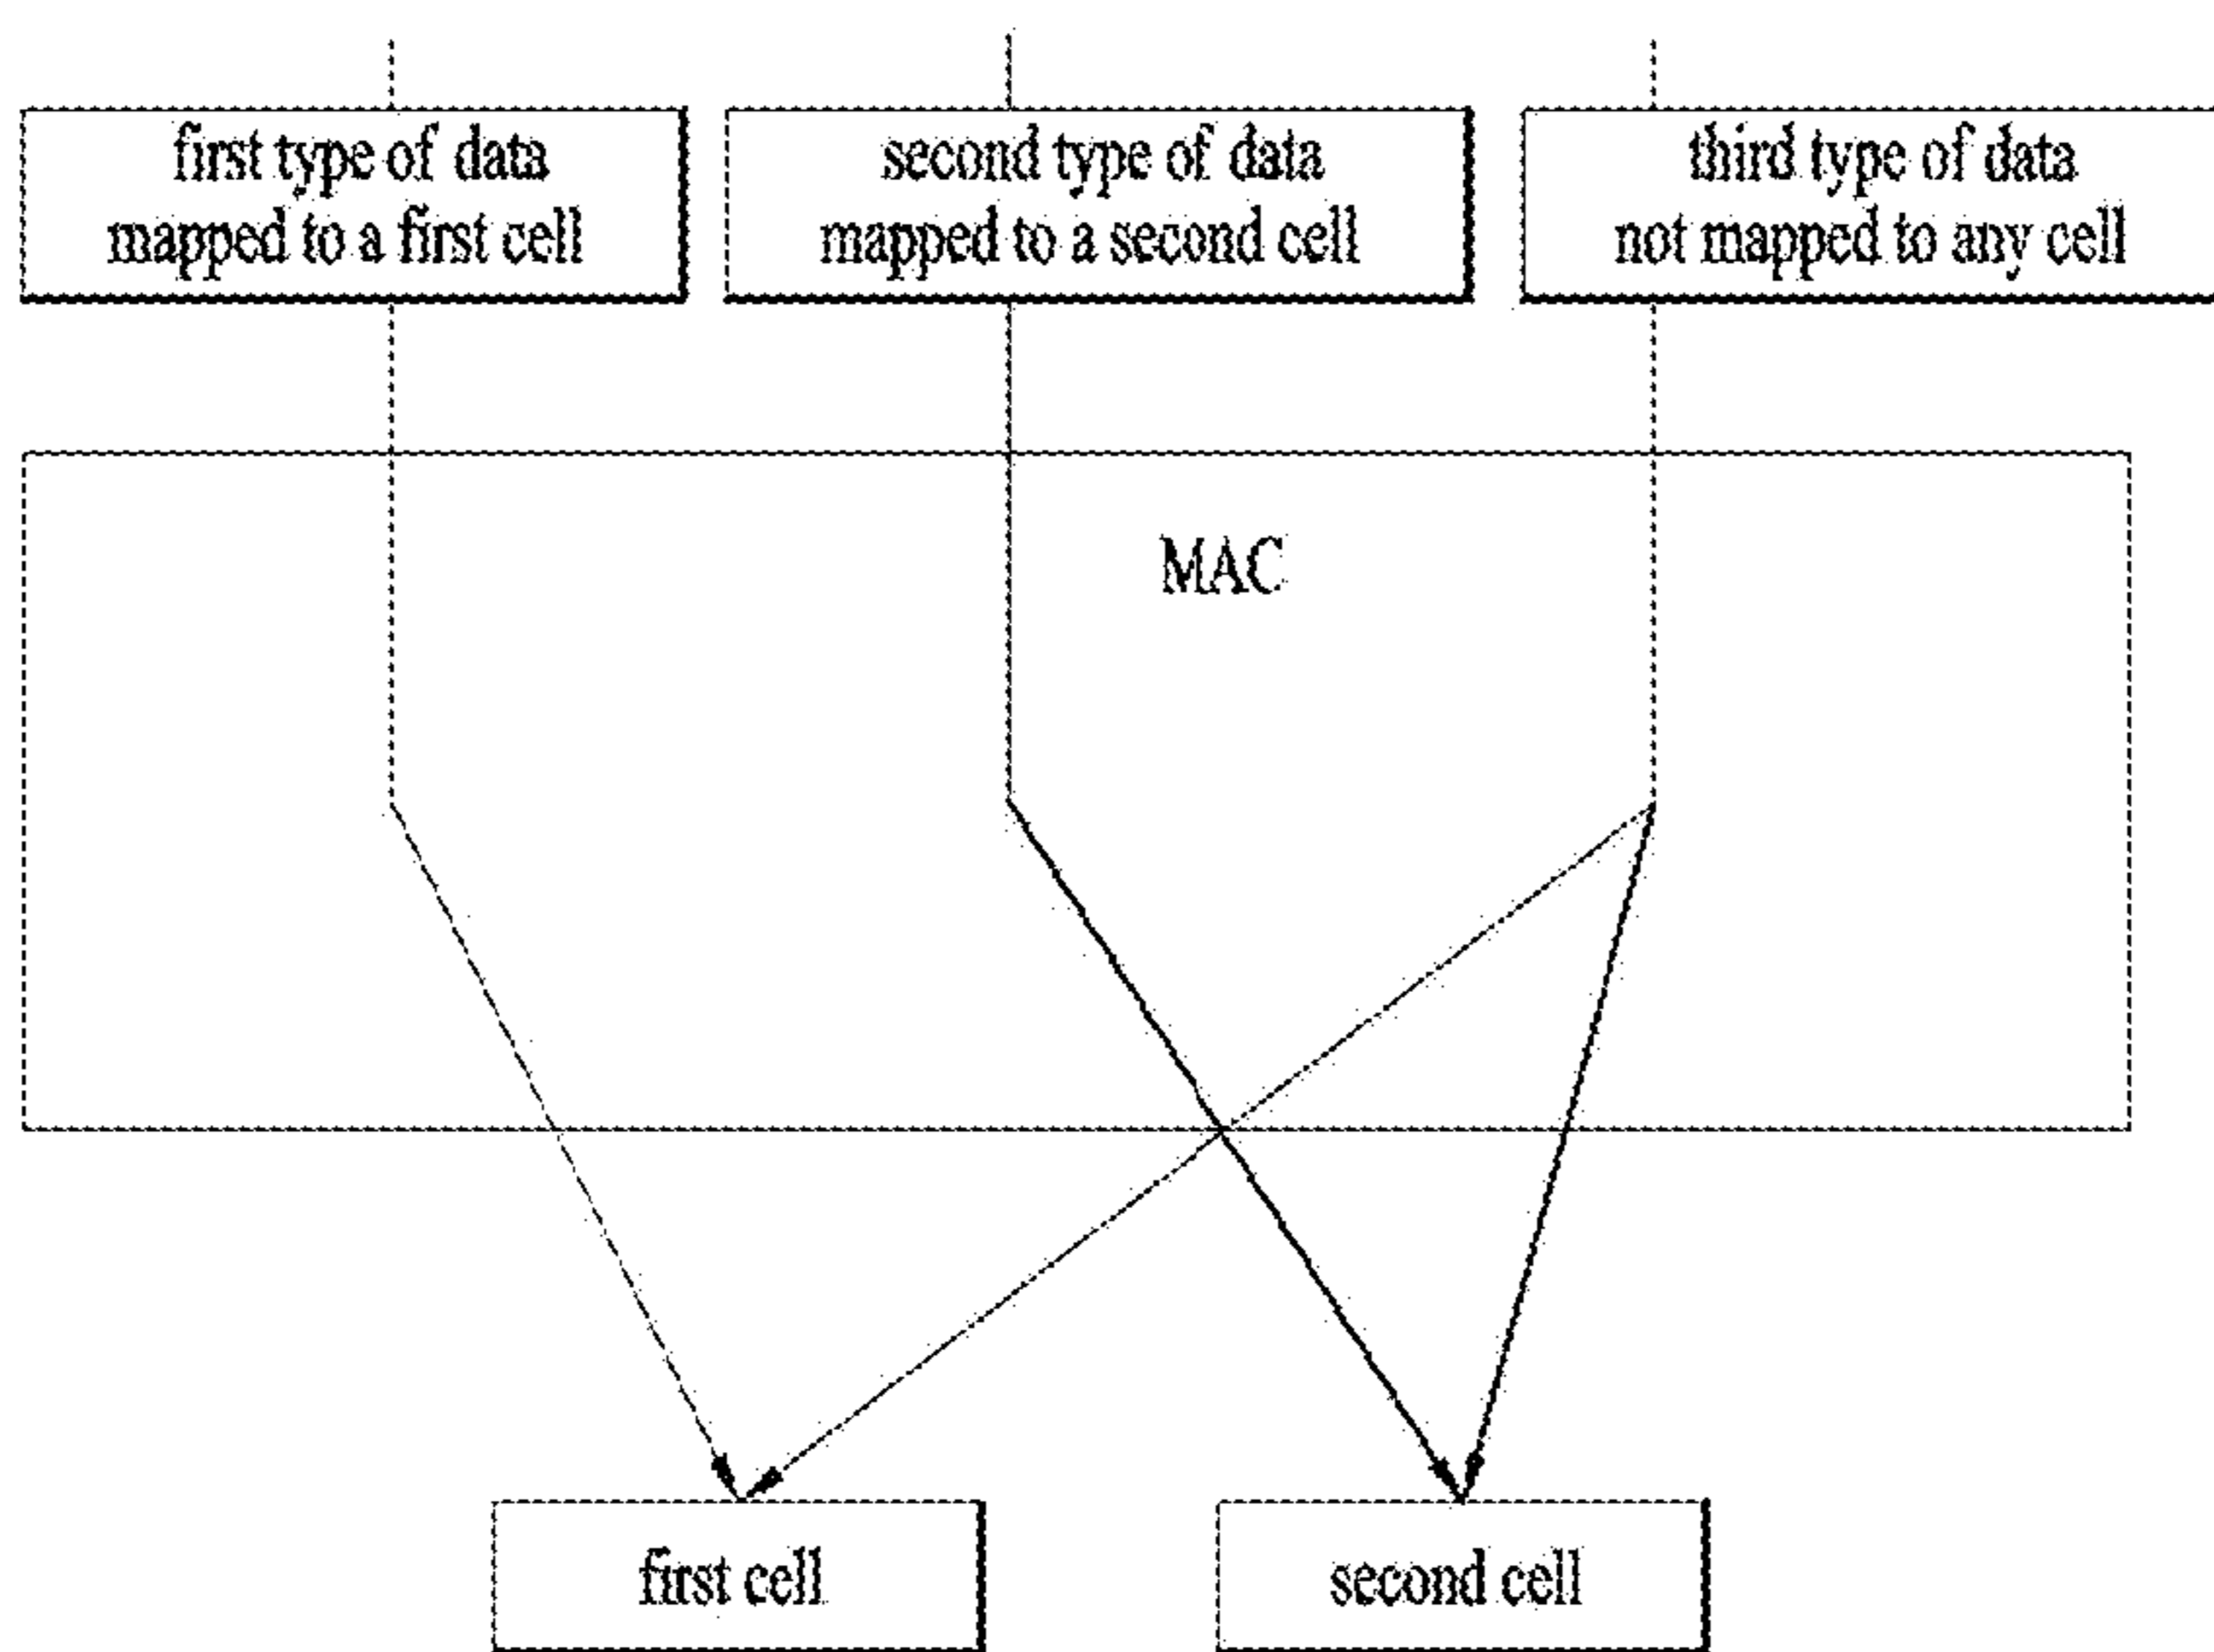 first type of data
mapped to a first cell
second type of data
mapped to a second cell
third type of data
not mapped to any cell
MAC
first cell
second cell